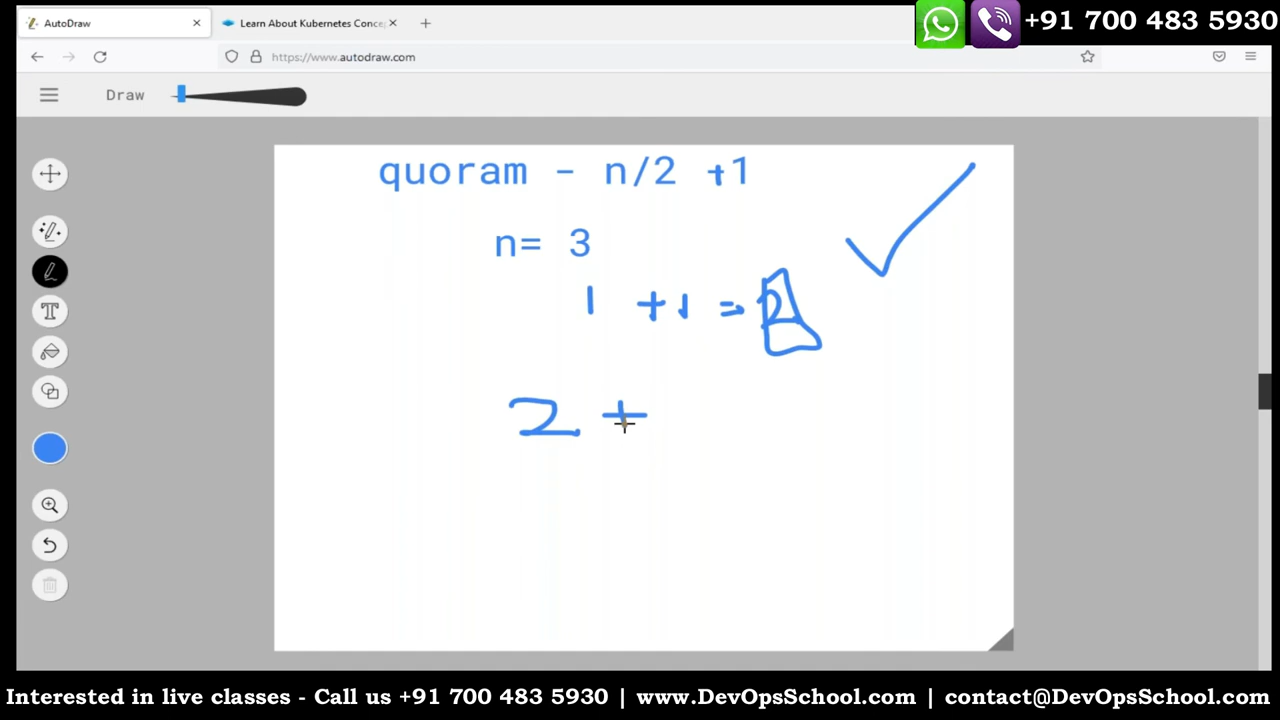 AutoDraw
Learn About Kubernetes Conce
+91 700 483 5930
https://www.autodraw.com
Draw
quoram - n/2 +1
n= 3
1 +1 = 2
2 +
Interested in live classes - Call us +91 700 483 5930 | www.DevOpsSchool.com | contact@DevOpsSchool.com